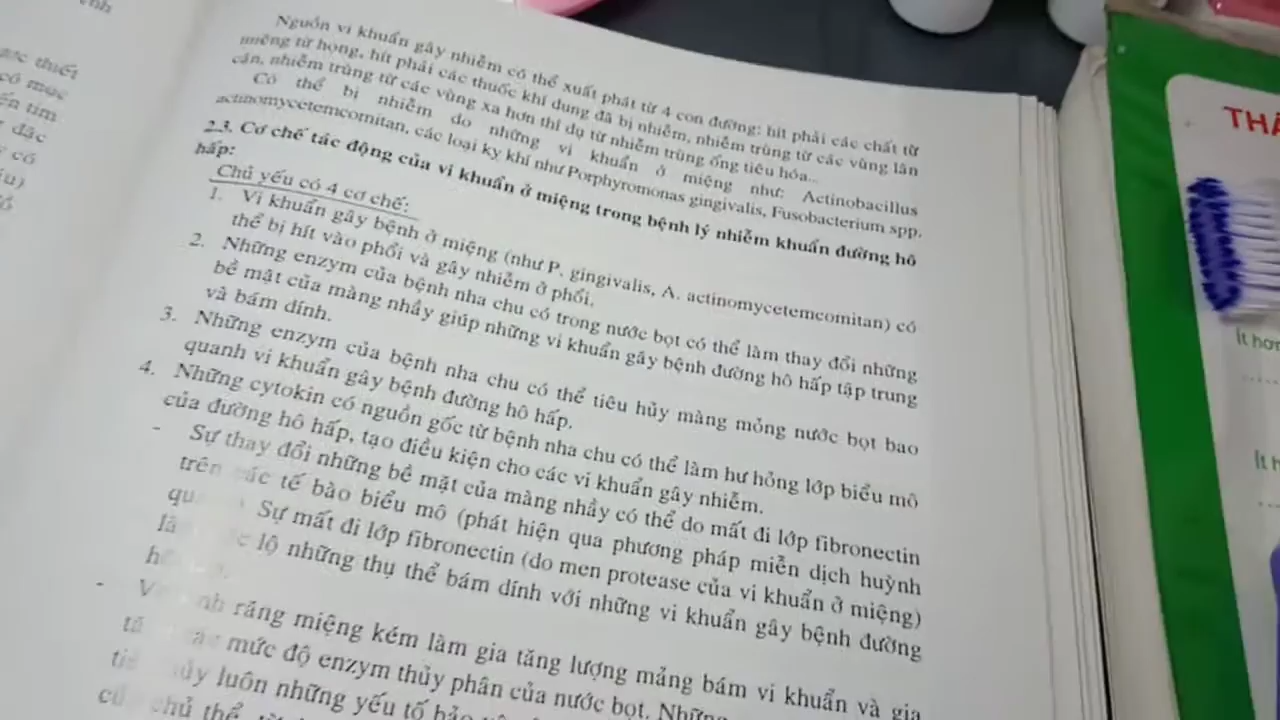 ược thiết
có mục
ến tim
đặc
có
Nguồn vi khuẩn gây nhiễm có thể xuất phát từ 4 con đường: hít phải các chất từ
miệng từ họng, hít phải các thuốc khí dung đã bị nhiễm, nhiễm trùng từ các vùng lân
cận, nhiễm trùng từ các vùng xa hơn thí dụ từ nhiễm trùng ống tiêu hóa...
Có thể bị nhiễm do những vi khuẩn ở miệng như: Actinobacillus
actinomycetemcomitan, các loại kỵ khí như Porphyromonas gingivalis, Fusobacterium spp.
2.3. Cơ chế tác động của vi khuẩn ở miệng trong bệnh lý nhiễm khuẩn đường hô
hấp:
Chủ yếu có 4 cơ chế:
1. Vi khuẩn gây bệnh ở miệng (như P. gingivalis, A. actinomycetemcomitan) có
thể bị hít vào phổi và gây nhiễm ở phổi.
2. Những enzym của bệnh nha chu có trong nước bọt có thể làm thay đổi những
bề mặt của màng nhầy giúp những vi khuẩn gây bệnh đường hô hấp tập trung
và bám dính.
3. Những enzym của bệnh nha chu có thể tiêu hủy màng mỏng nước bọt bao
quanh vi khuẩn gây bệnh đường hô hấp.
4. Những cytokin có nguồn gốc từ bệnh nha chu có thể làm hư hỏng lớp biểu mô
của đường hô hấp, tạo điều kiện cho các vi khuẩn gây nhiễm.
- Sự thay đổi những bề mặt của màng nhầy có thể do mất đi lớp fibronectin
trên các tế bào biểu mô (phát hiện qua phương pháp miễn dịch huỳnh
Sự mất đi lớp fibronectin (do men protease của vi khuẩn ở miệng)
lộ những thụ thể bám dính với những vi khuẩn gây bệnh đường
- răng miệng kém làm gia tăng lượng mảng bám vi khuẩn và gia
mức độ enzym thủy phân của nước bọt. Những
luôn những yếu tố bảo
chủ thể
THÁ
Ít hơn
Ít h